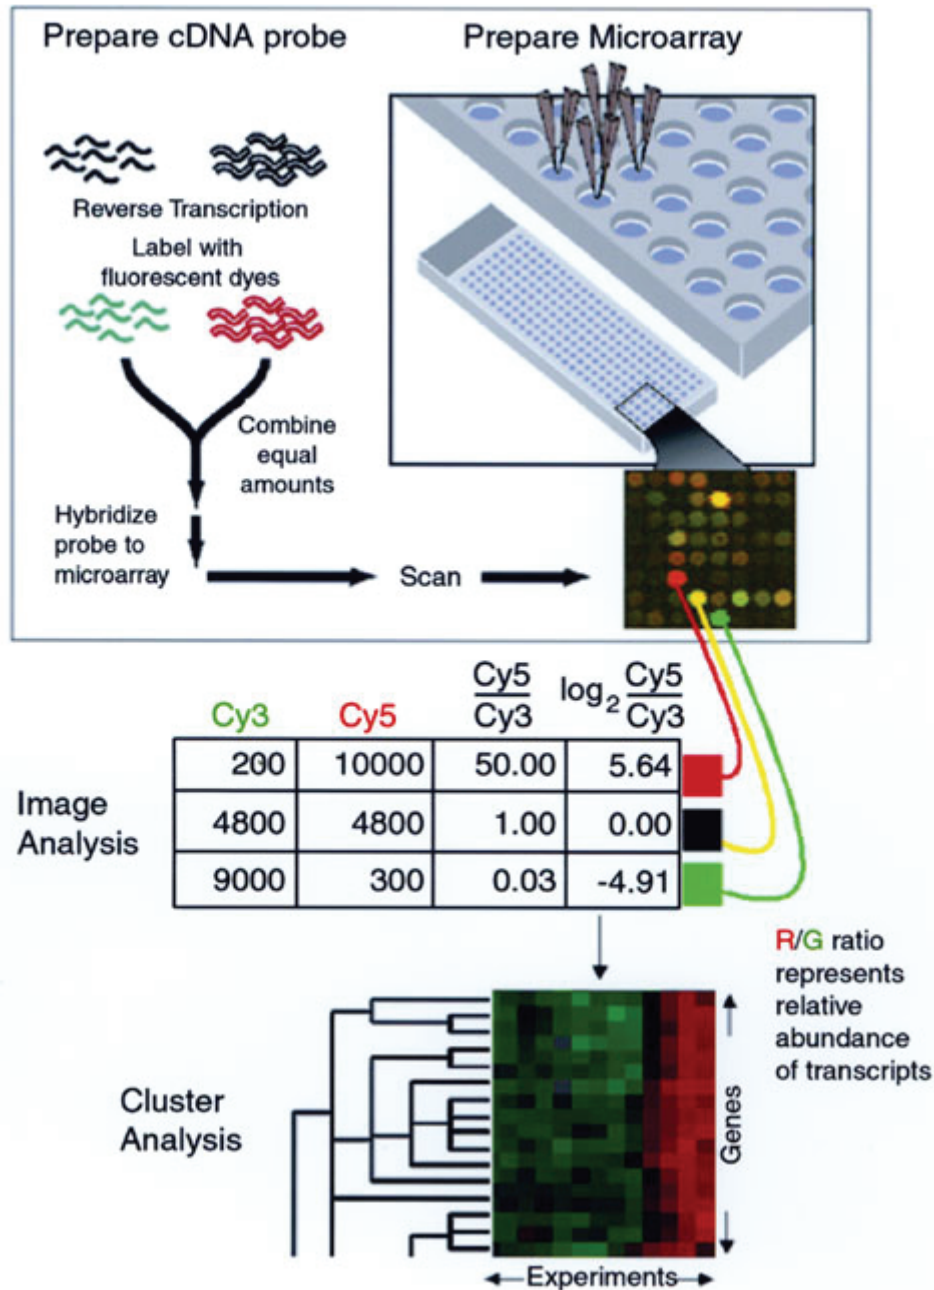 Prepare cDNA probe
Prepare Microarray
Reverse Transcription
Label with
fluorescent dyes
Combine
equal
amounts
Hybridize
probe to
microarray
Scan
Cy3
Cy5
Cy5
Cy3
log2 Cy5
Cy3
Image
Analysis
200 10000 50.00 5.64
4800 4800 1.00 0.00
9000 300 0.03 -4.91
R/G ratio
represents
relative
abundance
of transcripts
Cluster
Analysis
Genes
Experiments